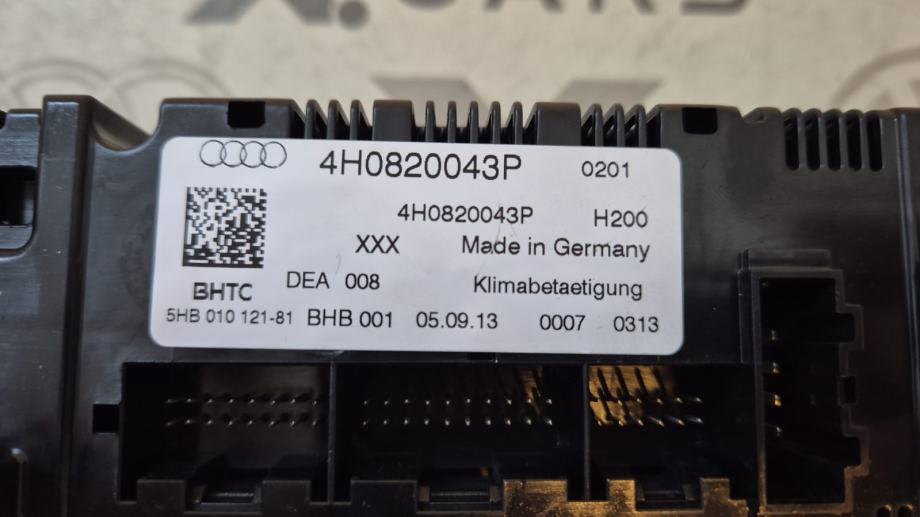 X.CARS
4H0820043P 0201
4H0820043P H200
XXX Made in Germany
DEA 008 Klimabetaetigung
BHTC
5HB 010 121-81 BHB 001 05.09.13 0007 0313